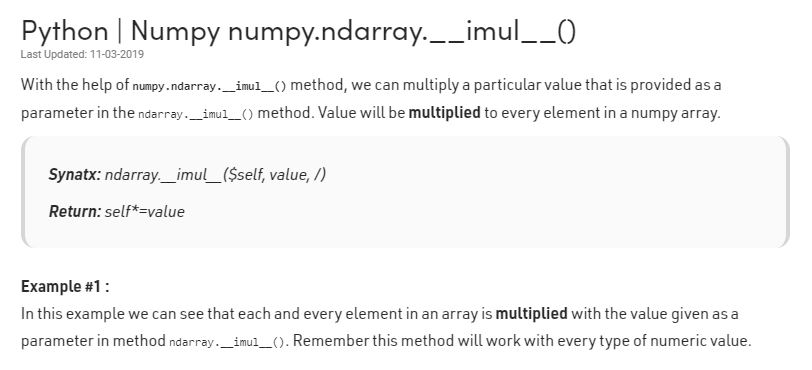 Python | Numpy numpy.ndarray.__imul__()
Last Updated: 11-03-2019
With the help of numpy.ndarray.__imul__() method, we can multiply a particular value that is provided as a
parameter in the ndarray.__imul__() method. Value will be multiplied to every element in a numpy array.
Synatx: ndarray.__imul__($self, value, /)
Return: self*=value
Example #1 :
In this example we can see that each and every element in an array is multiplied with the value given as a
parameter in method ndarray.__imul__(). Remember this method will work with every type of numeric value.